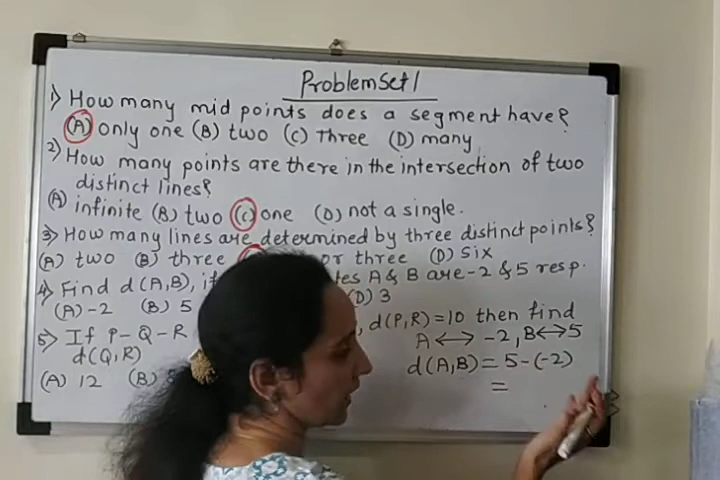 Problem Set 1
1) How many mid points does a segment have?
(A) only one (B) two (C) Three (D) many
2) How many points are there in the intersection of two
distinct lines?
(A) infinite (B) two (C) one (D) not a single.
3) How many lines are determined by three distinct points?
(A) two (B) three or three (D) Six
4) Find d(A,B), if A & B are -2 & 5 resp.
(A) -2 (B) 5 (D) 3
5) If P-Q-R d(P,R)=10 then find
d(Q,R)
(A) 12 (B)
A ↔ -2, B ↔ 5
d(A,B) = 5-(-2)
=